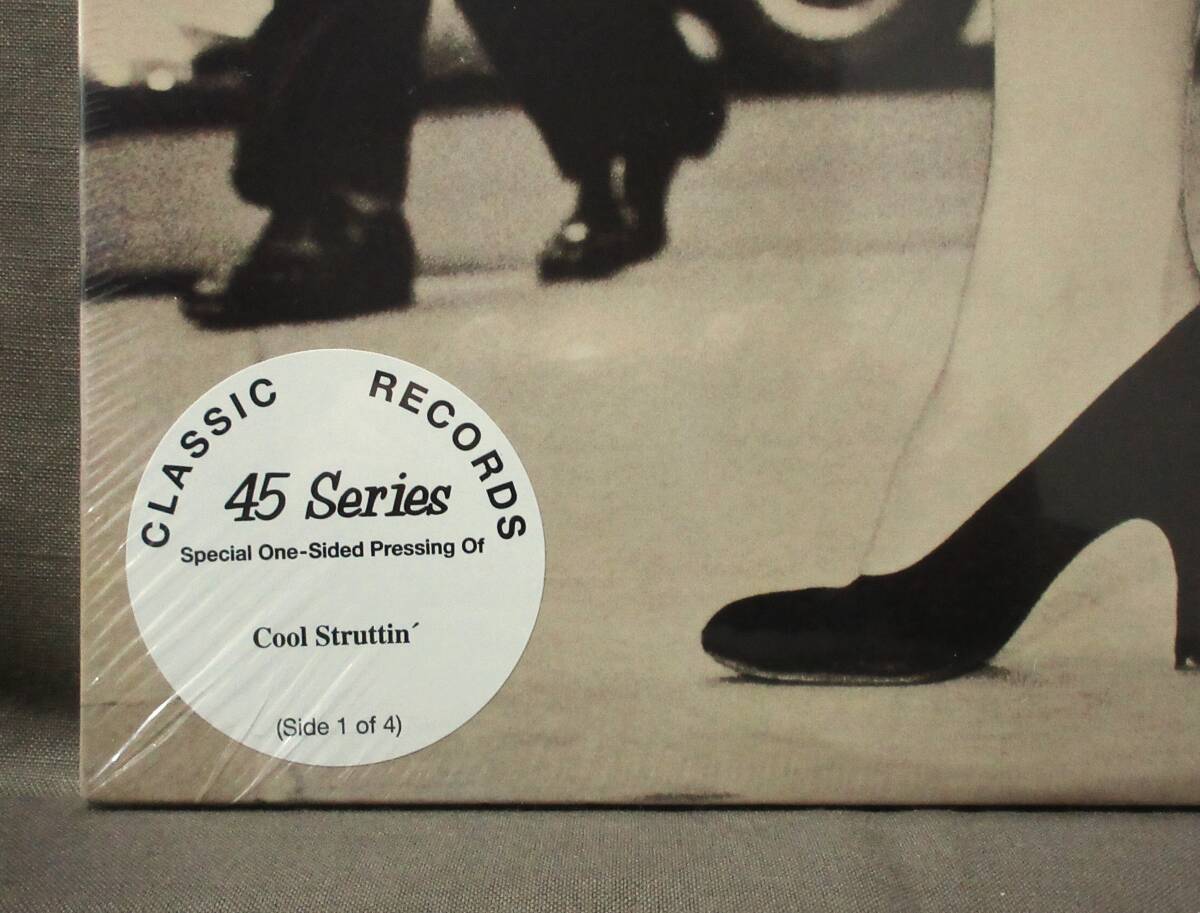 CLASSIC RECORDS
45 Series
Special One-Sided Pressing Of
Cool Struttin´
(Side 1 of 4)